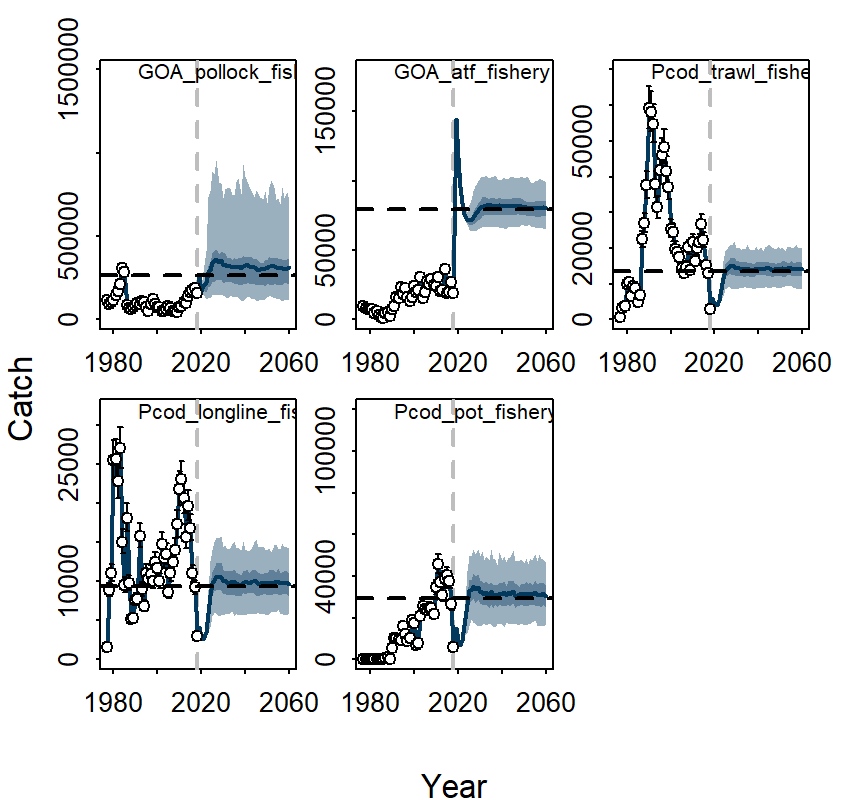 GOA_pollock_fish
GOA_atf_fishery
Pcod_trawl_fishe
1500000
500000
0
150000
50000
0
50000
20000
0
1980 2020 2060
1980 2020 2060
1980 2020 2060
Catch
Pcod_longline_fis
Pcod_pot_fishery
25000
10000
0
100000
40000
0
1980 2020 2060
1980 2020 2060
Year